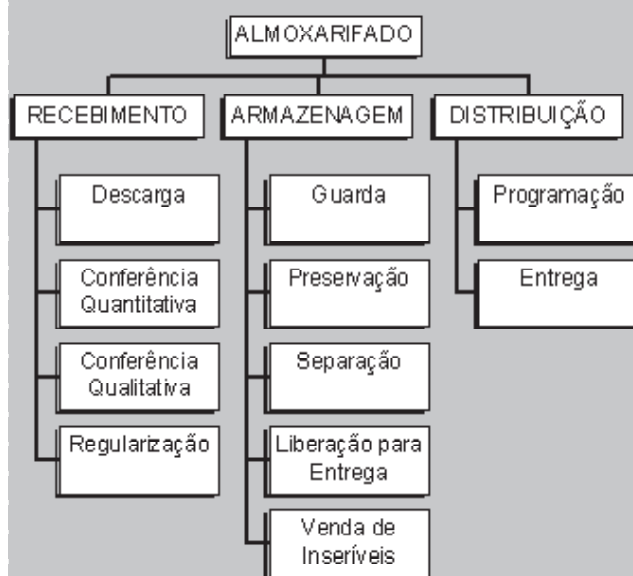 ALMOXARIFADO
RECEBIMENTO
ARMAZENAGEM
DISTRIBUIÇÃO
Descarga
Conferência
Quantitativa
Conferência
Qualitativa
Regularização
Guarda
Preservação
Separação
Liberação para
Entrega
Venda de
Inseríveis
Programação
Entrega